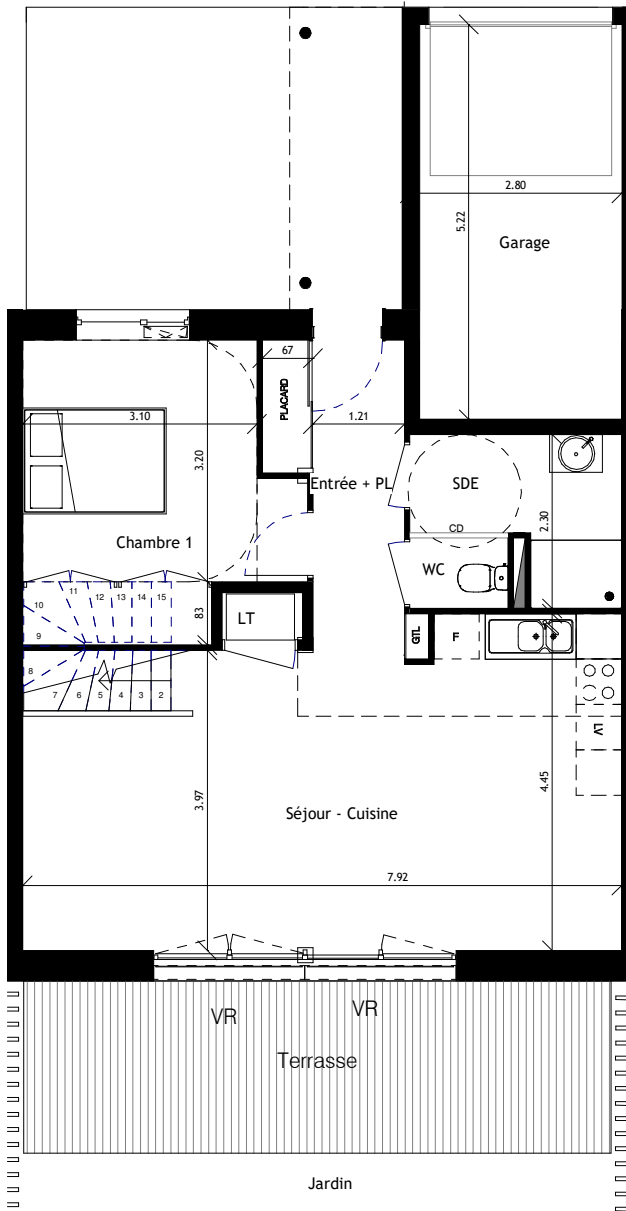 2.80
5.22
Garage
67
PLACARD
3.10
1.21
3.20
Entrée + PL
SDE
2.30
CD
Chambre 1
WC
11
12
13
14
15
10
9
83
LT
GTL
F
8
7
6
5
4
3
2
LV
3.97
4.45
Séjour - Cuisine
7.92
VR
VR
Terrasse
Jardin